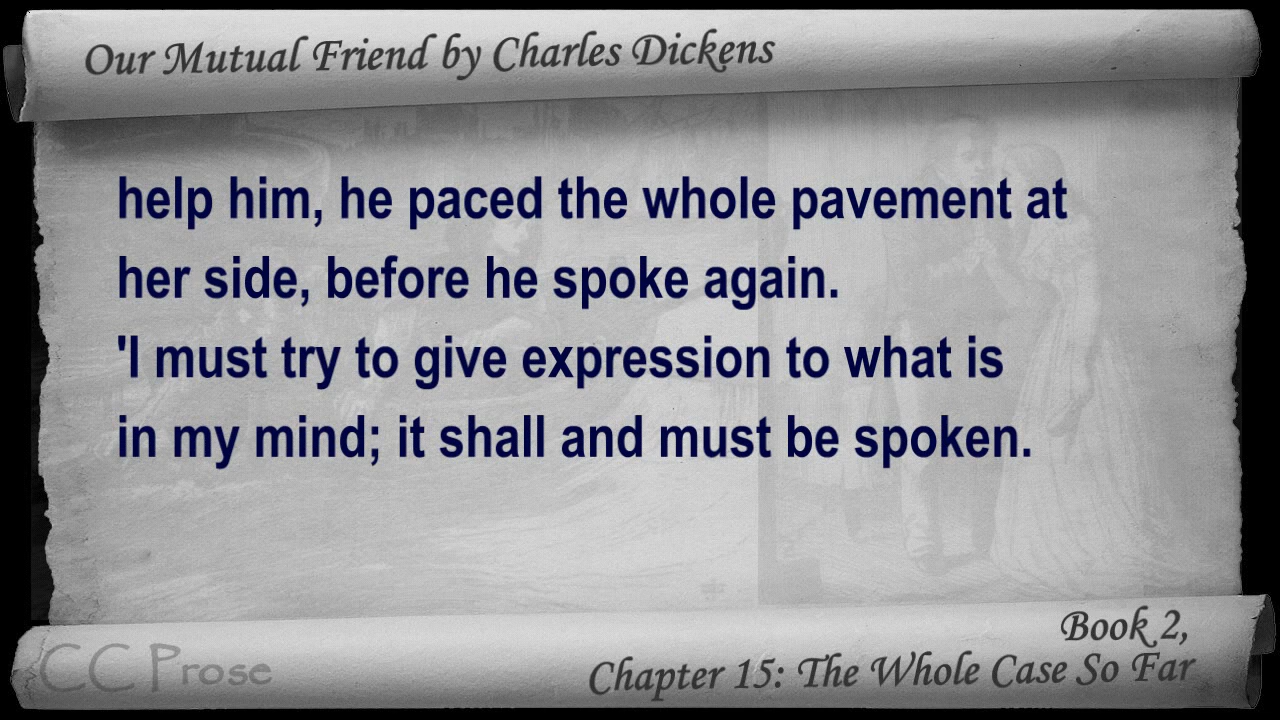 Our Mutual Friend by Charles Dickens
help him, he paced the whole pavement at
her side, before he spoke again.
'I must try to give expression to what is
in my mind; it shall and must be spoken.
Book 2,
Chapter 15: The Whole Case So Far
CC Prose